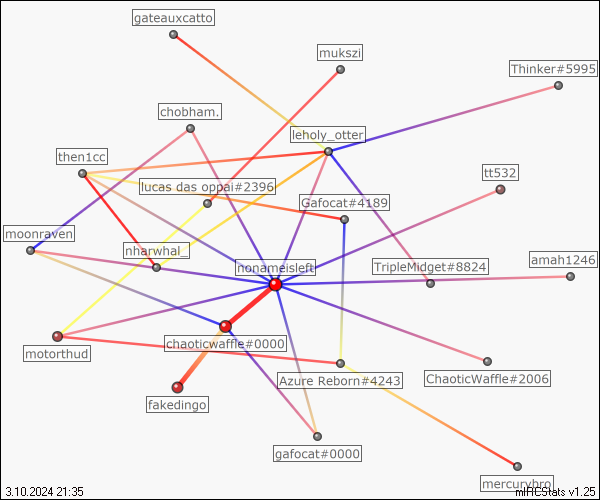 gateauxcatto
mukszi
Thinker#5995
chobham.
leholy_otter
then1cc
tt532
lucas das oppai#2396
Gafocat#4189
moonraven
nharwhal_
amah1246
nonameisleft
TripleMidget#8824
chaoticwaffle#0000
motorthud
Azure Reborn#4243
ChaoticWaffle#2006
fakedingo
gafocat#0000
mercurybro
3.10.2024 21:35
mIRCStats v1.25